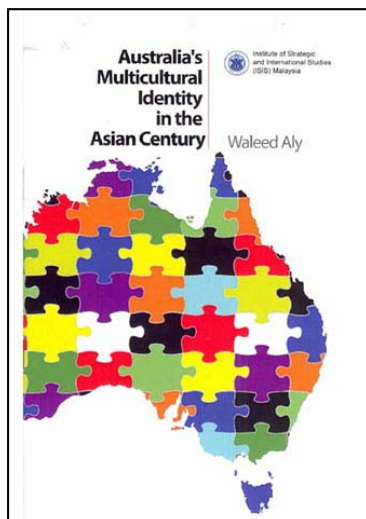 Australia's
Multicultural
Identity
in the
Asian Century
Institute of Strategic
and International Studies
(ISIS) Malaysia
Waleed Aly